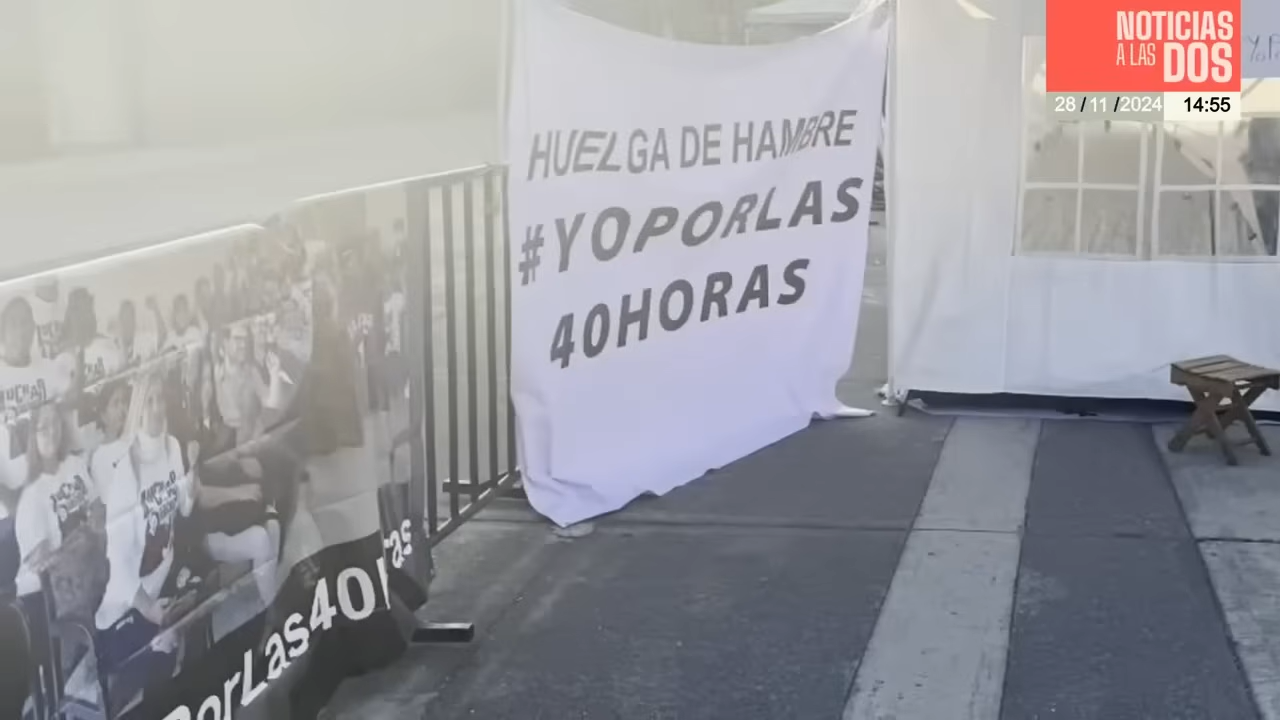 NOTICIAS
A LAS DOS
28/11/2024 14:55
HUELGA DE HAMBRE
#YOPORLAS
40HORAS
PorLas40